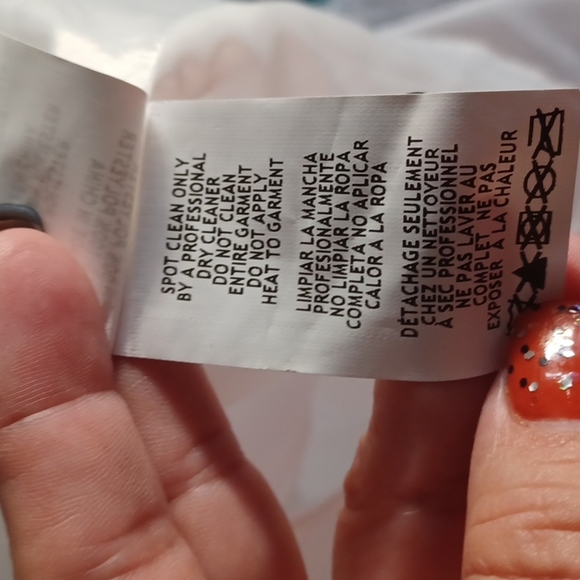 SPOT CLEAN ONLY
BY A PROFESSIONAL
DRY CLEANER
DO NOT CLEAN
ENTIRE GARMENT
DO NOT APPLY
HEAT TO GARMENT
LIMPIAR LA MANCHA
PROFESIONALMENTE
NO LIMPIAR LA ROPA
COMPLETA NO APLICAR
CALOR A LA ROPA
DÉTACHAGE SEULEMENT
CHEZ UN NETTOYEUR
À SEC PROFESSIONNEL
NE PAS LAVER AU
COMPLET NE PAS
EXPOSER À LA CHALEUR